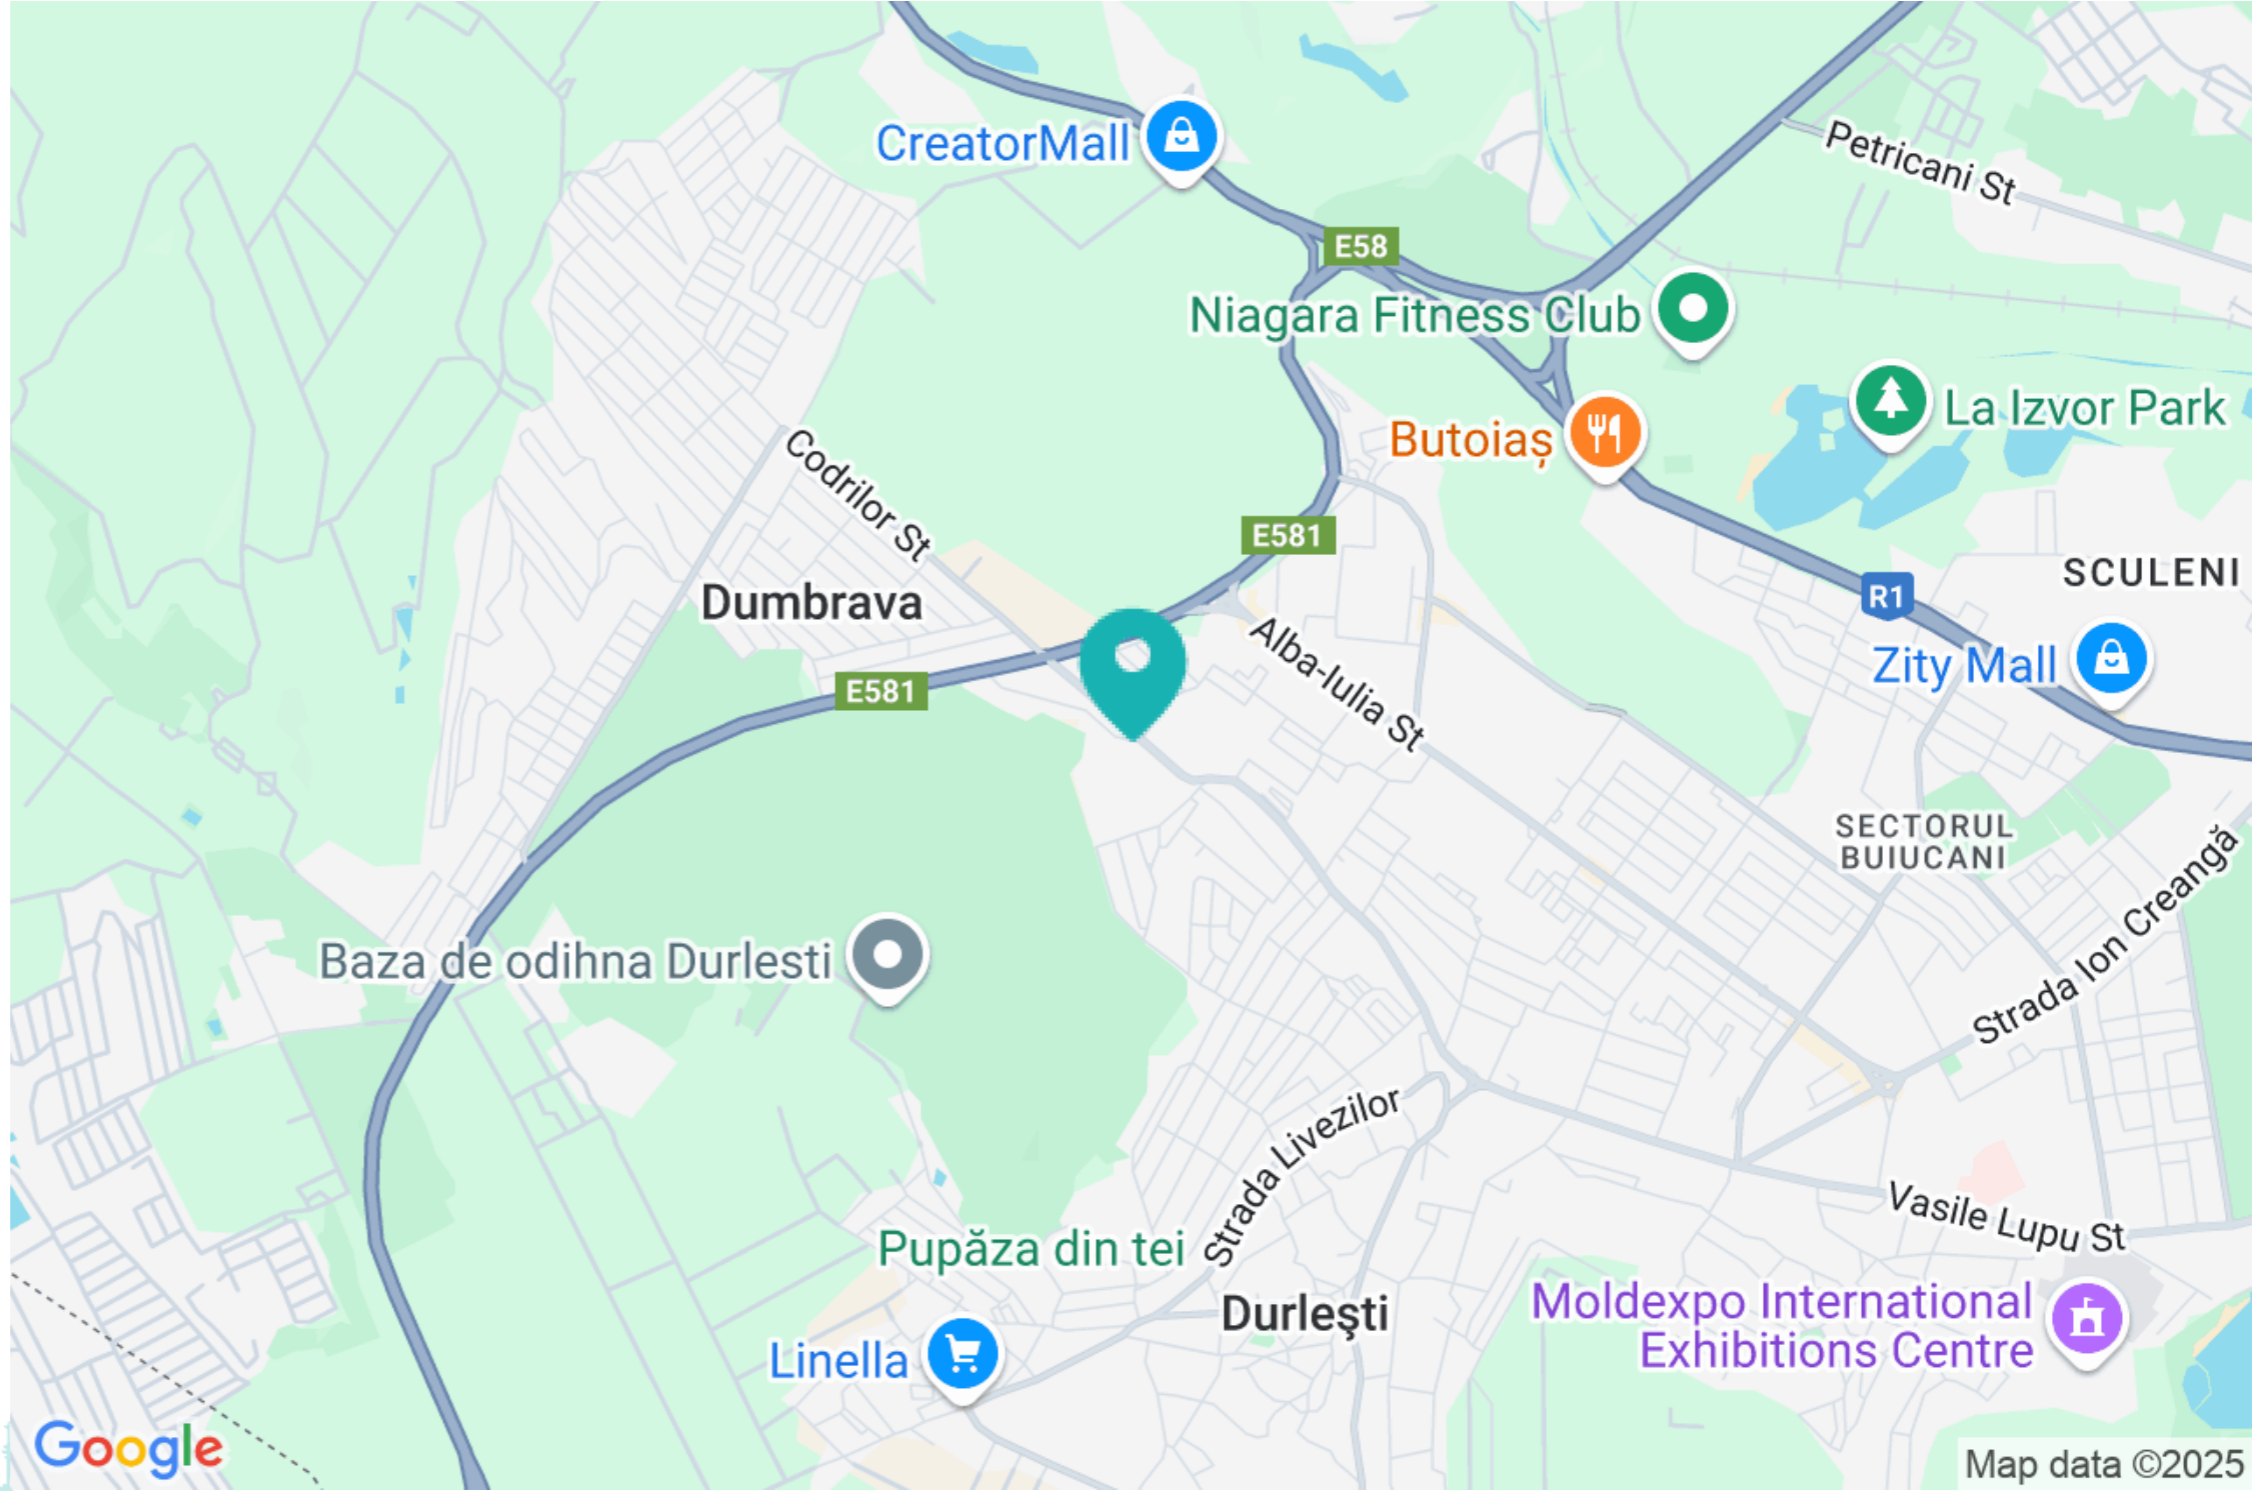 CreatorMall
Petricani St
E58
Niagara Fitness Club
La Izvor Park
Butoiaș
Codrilor St
E581
SCULENI
Dumbrava
R1
Alba-Iulia St
Zity Mall
E581
SECTORUL
BUIUCANI
Strada Ion Creangă
Baza de odihna Durlesti
Strada Livezilor
Vasile Lupu St
Pupăza din tei
Durleşti
Moldexpo International
Exhibitions Centre
Linella
Google
Map data ©2025